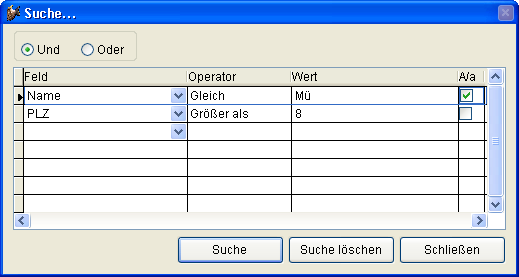 Suche...
Und Oder
Feld Operator Wert A/a
Name Gleich Mü
PLZ Größer als 8
Suche Suche löschen Schließen